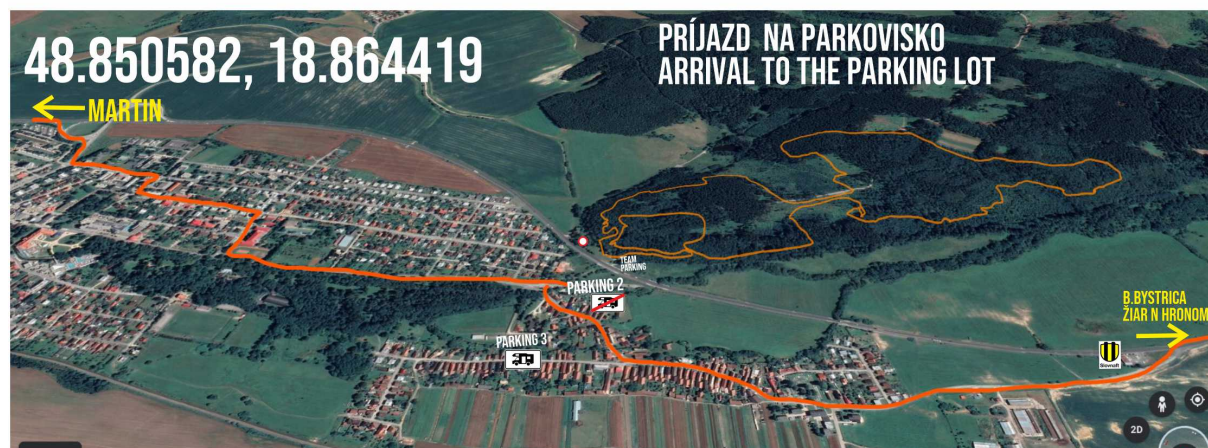 48.850582, 18.864419
MARTIN
PRÍJAZD NA PARKOVISKO
ARRIVAL TO THE PARKING LOT
TEAM
PARKING
PARKING 2
PARKING 3
B.BYSTRICA
ŽIAR N HRONOM
Slovnaft
2D